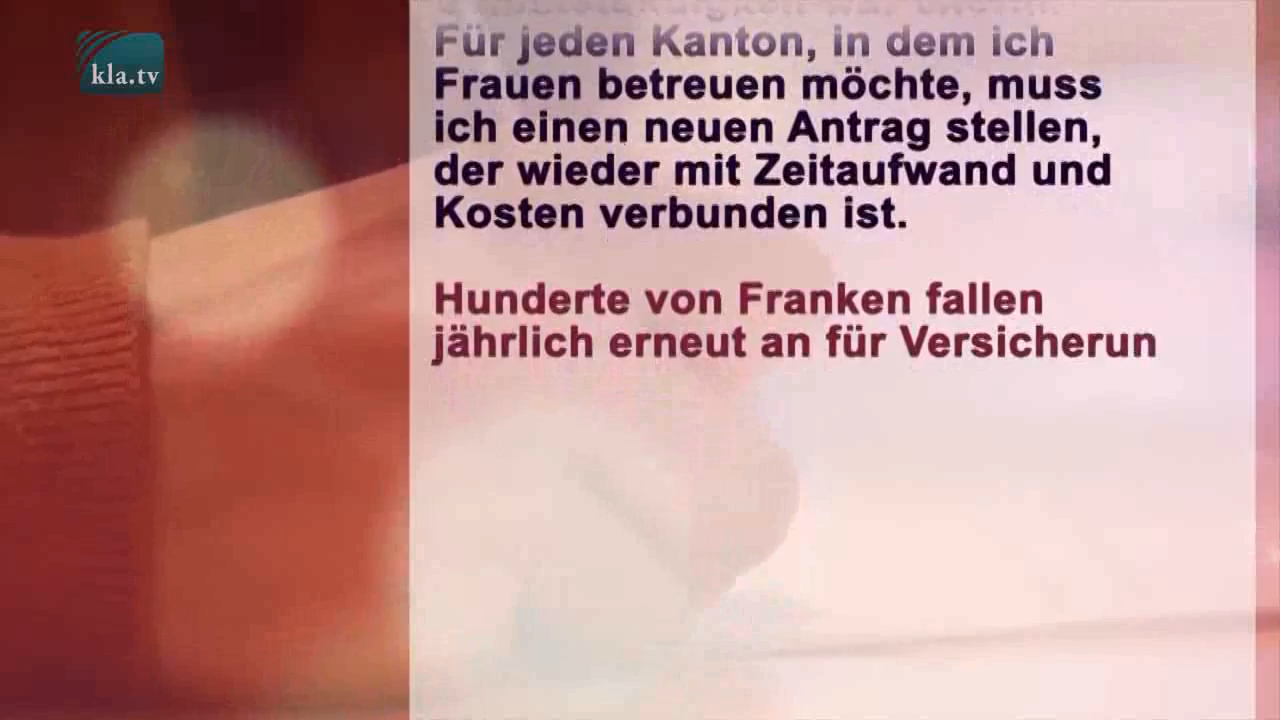 kla.tv
Für jeden Kanton, in dem ich
Frauen betreuen möchte, muss
ich einen neuen Antrag stellen,
der wieder mit Zeitaufwand und
Kosten verbunden ist.
Hunderte von Franken fallen
jährlich erneut an für Versicherun